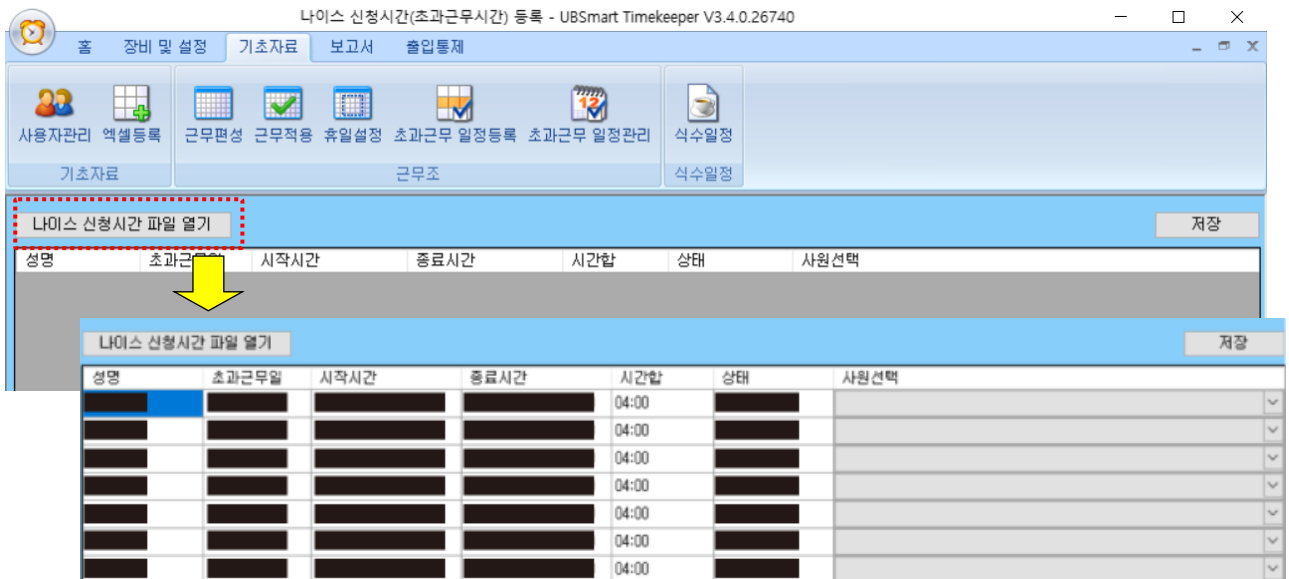 나이스 신청시간(초과근무시간) 등록 - UBSmart Timekeeper V3.4.0.26740
홈 장비 및 설정 기초자료 보고서 출입통제
사용자관리 엑셀등록 근무편성 근무적용 휴일설정 초과근무 일정등록 초과근무 일정관리 식수일정
기초자료 근무조 식수일정
나이스 신청시간 파일 열기 저장
성명 시작시간 종료시간 시간합 상태 사원선택
나이스 신청시간 파일 열기 저장
성명 초과근무일 시작시간 종료시간 시간합 상태 사원선택
04:00
04:00
04:00
04:00
04:00
04:00
04:00